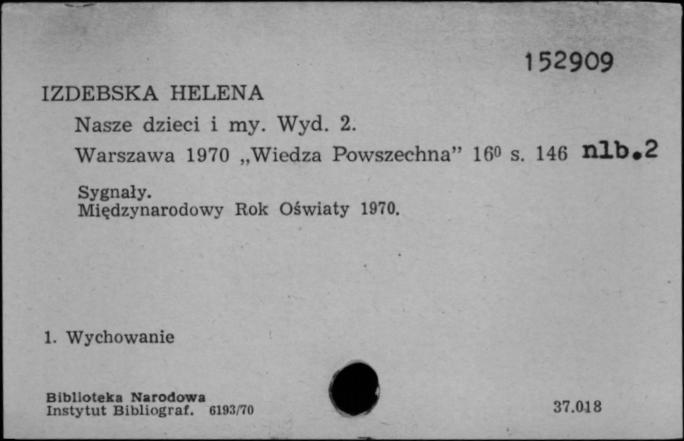 152909
IZDEBSKA HELENA
Nasze dzieci i my. Wyd. 2.
Warszawa 1970 „Wiedza Powszechna” 16⁰ s. 146 nlb.2
Sygnały.
Międzynarodowy Rok Oświaty 1970.
1. Wychowanie
Biblioteka Narodowa
Instytut Bibliograf. 6193/70
37.018